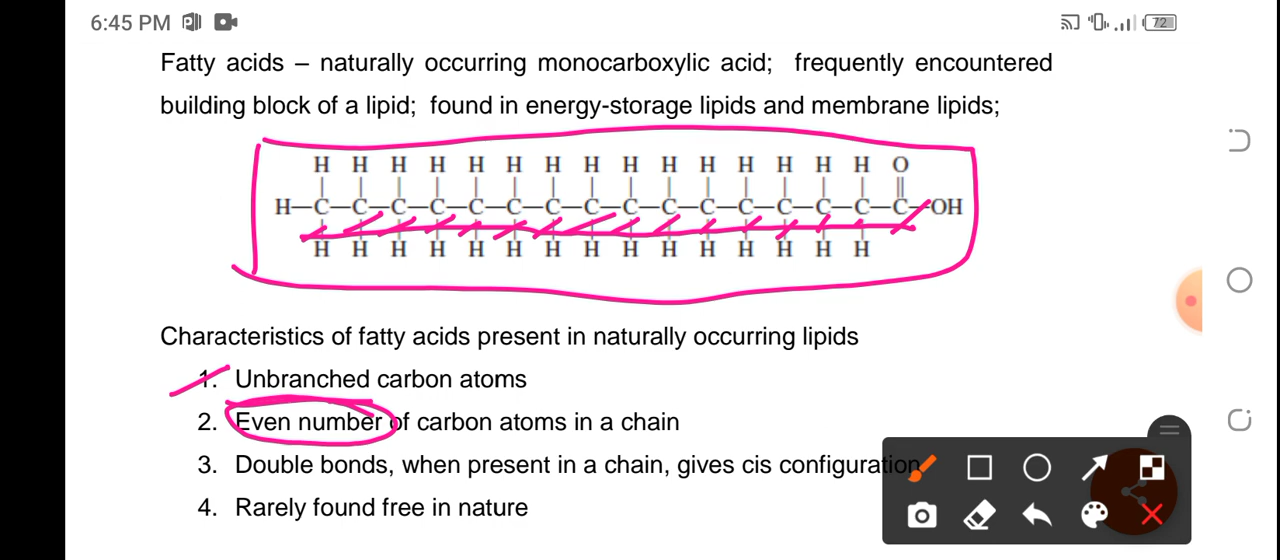 6:45 PM 72
Fatty acids – naturally occurring monocarboxylic acid; frequently encountered
building block of a lipid; found in energy-storage lipids and membrane lipids;
H H H H H H H H H H H H H H H O
H–C–C–C–C–C–C–C–C–C–C–C–C–C–C–C–C–OH
H H H H H H H H H H H H H H H
Characteristics of fatty acids present in naturally occurring lipids
1. Unbranched carbon atoms
2. Even number of carbon atoms in a chain
3. Double bonds, when present in a chain, gives cis configuration
4. Rarely found free in nature